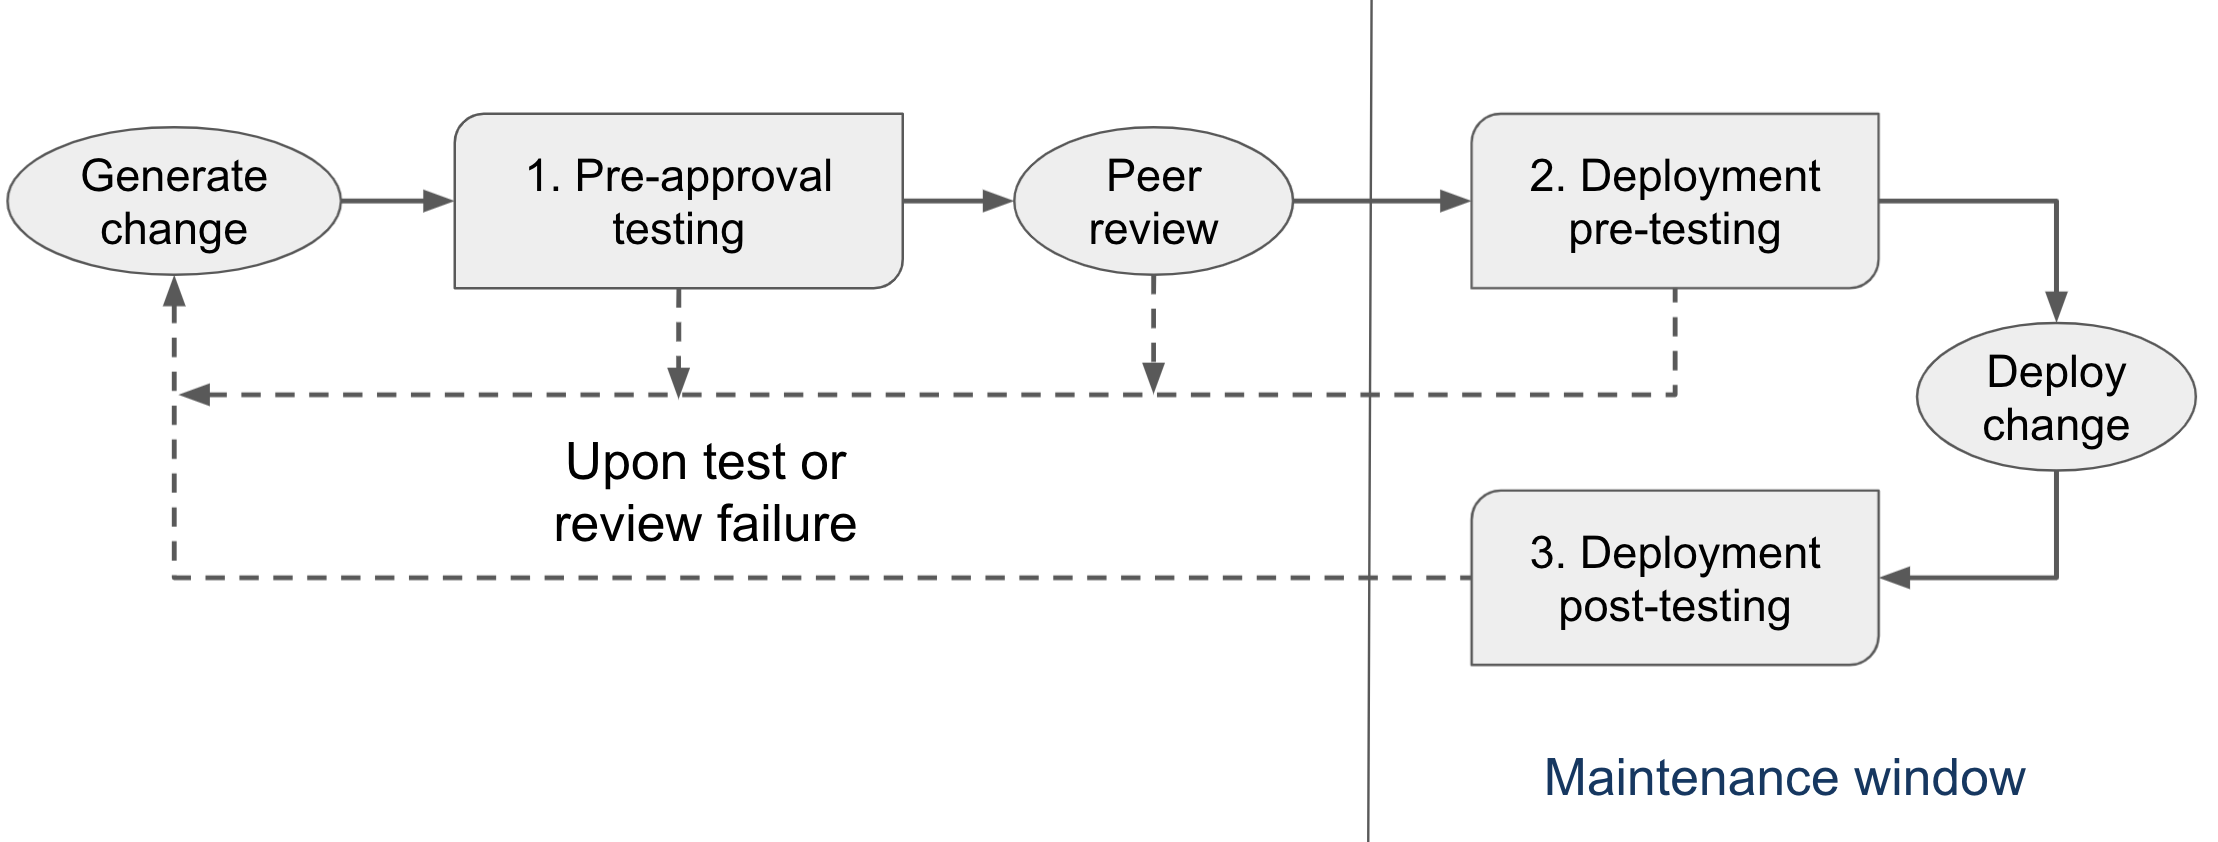 Generate
change
1. Pre-approval
testing
Peer
review
2. Deployment
pre-testing
Deploy
change
Upon test or
review failure
3. Deployment
post-testing
Maintenance window